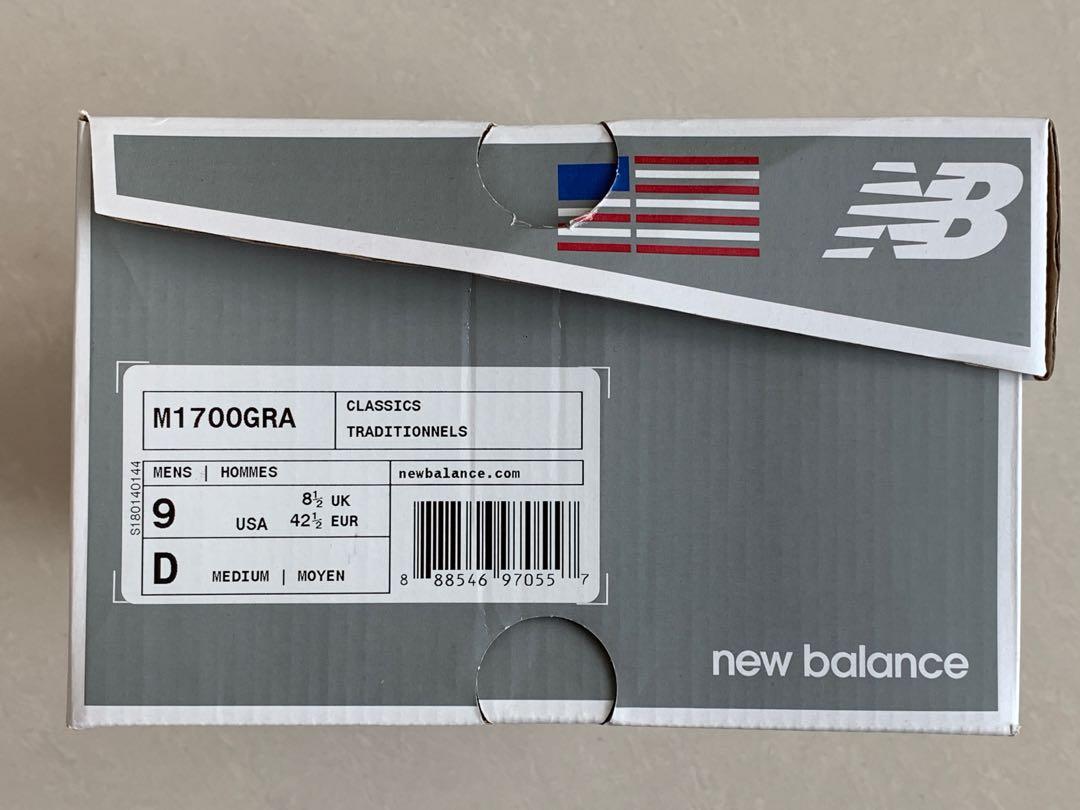 NB
M1700GRA
CLASSICS
TRADITIONNELS
MENS | HOMMES
newbalance.com
S180140144
9
USA
8½ UK
42½ EUR
D
MEDIUM | MOYEN
8 88546 97055 7
new balance